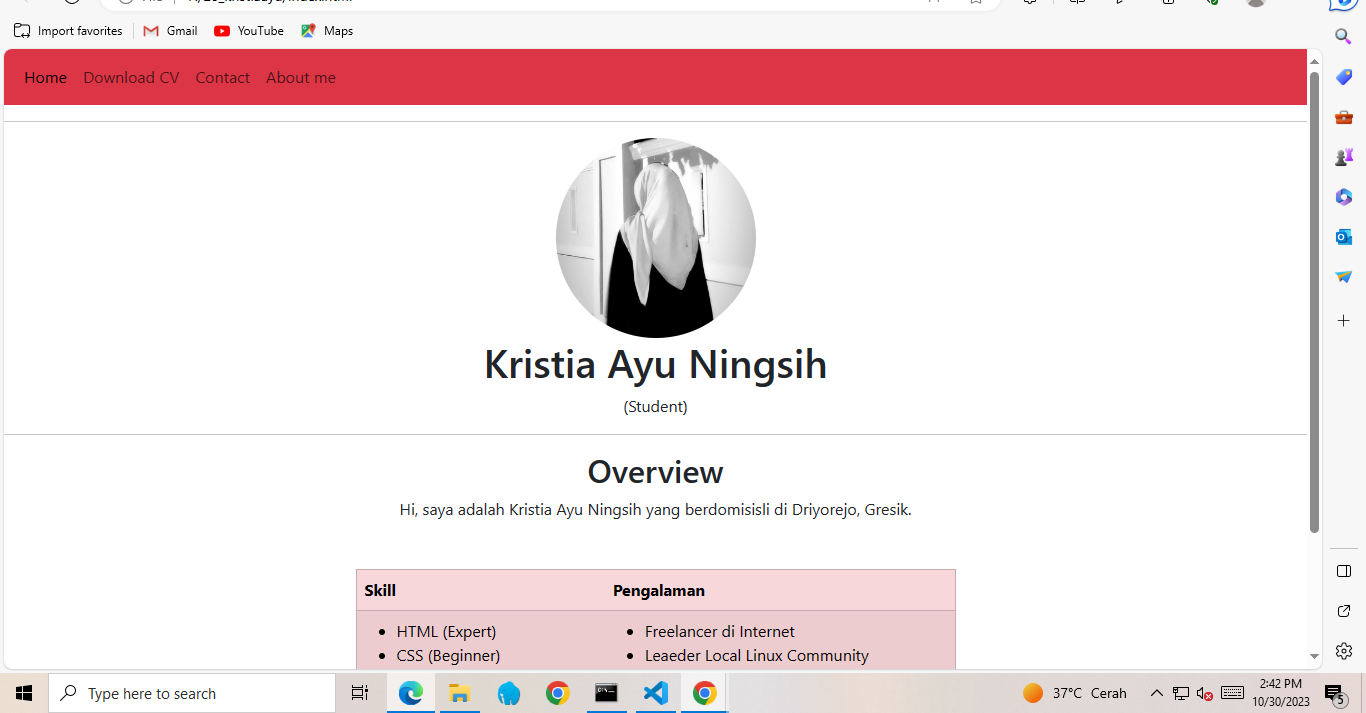 Import favorites Gmail YouTube Maps
Home Download CV Contact About me
Kristia Ayu Ningsih
(Student)
Overview
Hi, saya adalah Kristia Ayu Ningsih yang berdomisisli di Driyorejo, Gresik.
Skill Pengalaman
HTML (Expert) Freelancer di Internet
CSS (Beginner) Leaeder Local Linux Community
Type here to search 37°C Cerah 2:42 PM
10/30/2023 5